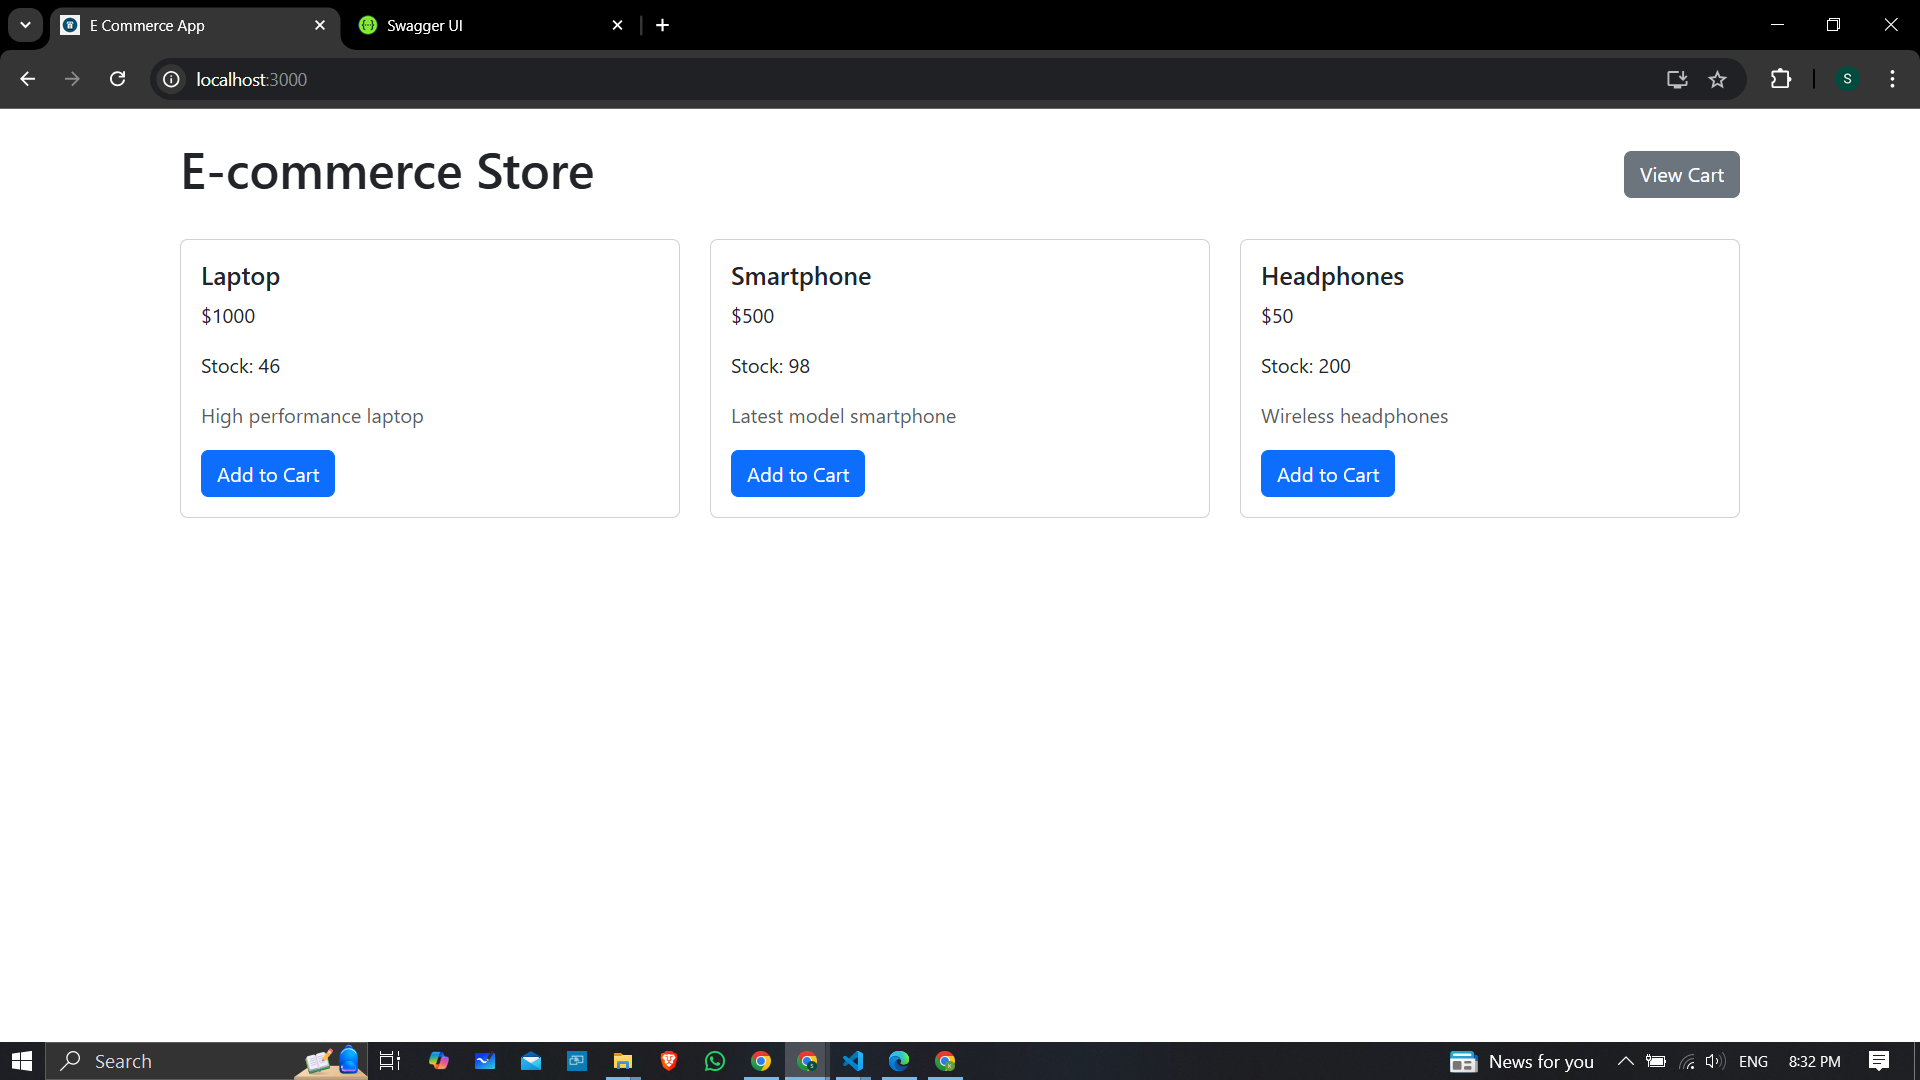 E Commerce App
Swagger UI
localhost:3000
S
E-commerce Store
View Cart
Laptop
$1000
Stock: 46
High performance laptop
Add to Cart
Smartphone
$500
Stock: 98
Latest model smartphone
Add to Cart
Headphones
$50
Stock: 200
Wireless headphones
Add to Cart
Search
News for you
ENG
8:32 PM